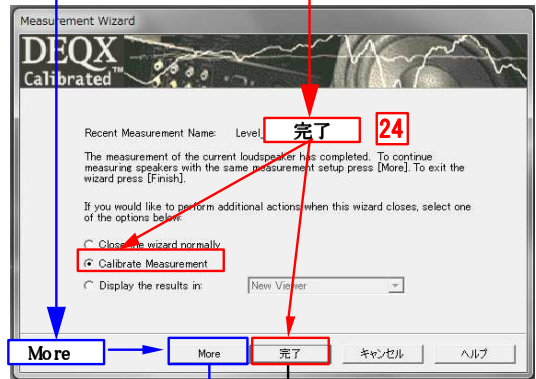 Measurement Wizard
DEQX
Calibrated™
Recent Measurement Name: Level_
完了
24
The measurement of the current loudspeaker has completed. To continue
measuring speakers with the same measurement setup press [More]. To exit the
wizard press [Finish].
If you would like to perform additional actions when this wizard closes, select one
of the options below:
Close the wizard normally
Calibrate Measurement
Display the results in: New Viewer
More
More 完了 キャンセル ヘルプ